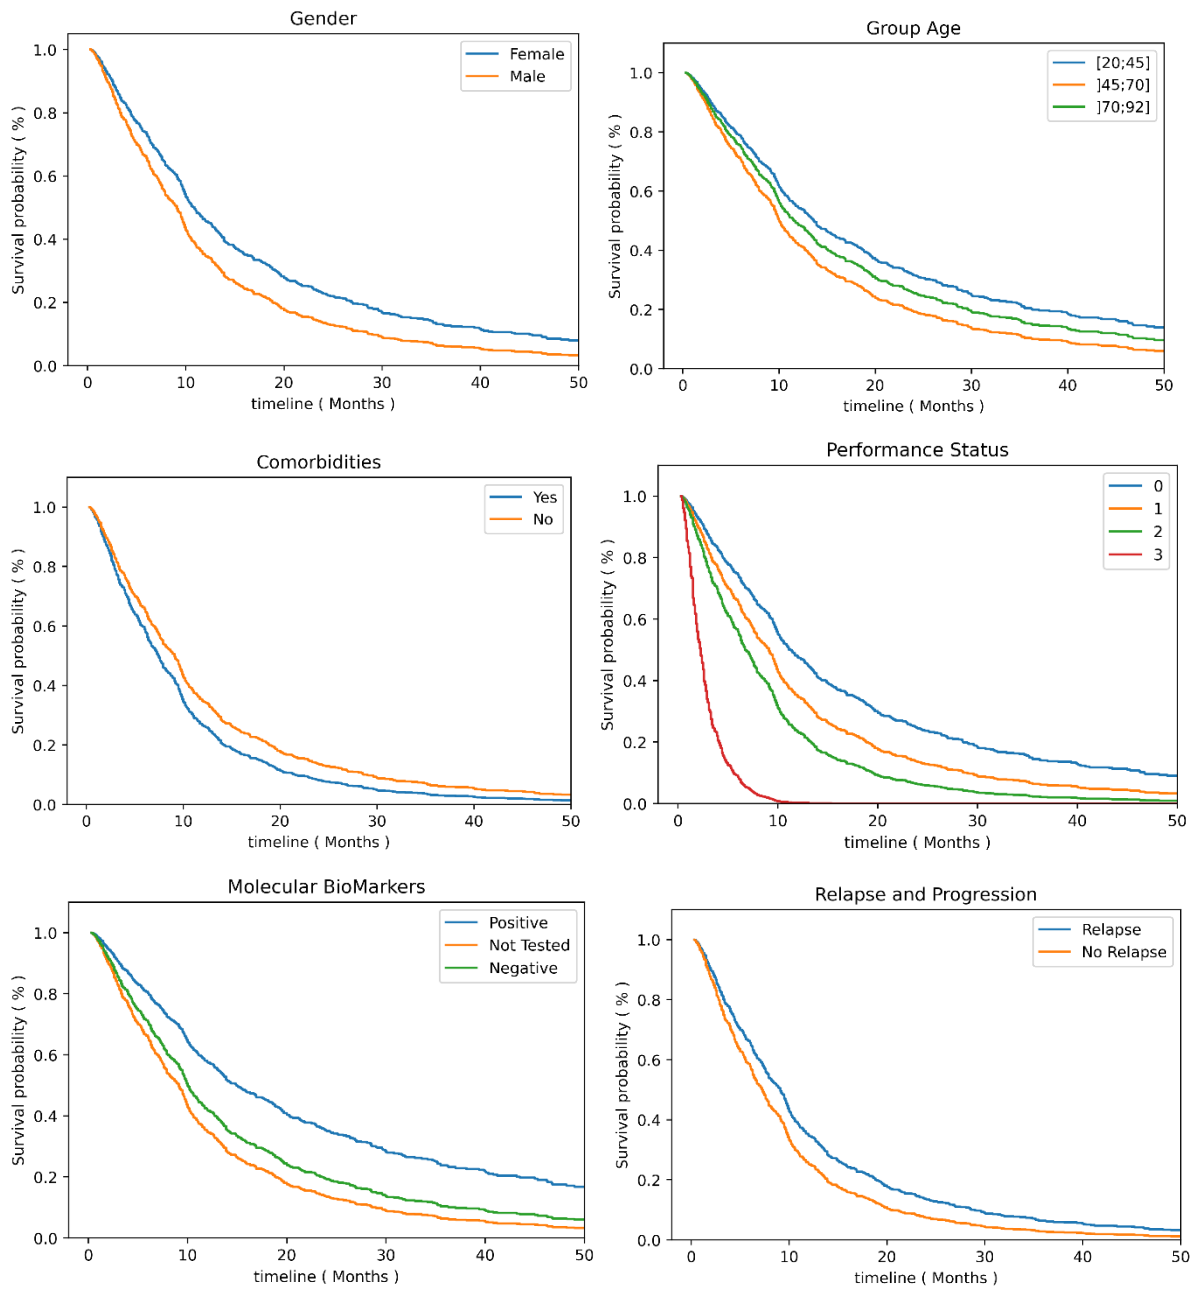 Gender
Female
Male
Survival probability ( % )
1.0
0.8
0.6
0.4
0.2
0.0
0 10 20 30 40 50
timeline ( Months )
Group Age
[20;45]
]45;70]
]70;92]
Survival probability ( % )
1.0
0.8
0.6
0.4
0.2
0.0
0 10 20 30 40 50
timeline ( Months )
Comorbidities
Yes
No
Survival probability ( % )
1.0
0.8
0.6
0.4
0.2
0.0
0 10 20 30 40 50
timeline ( Months )
Performance Status
0
1
2
3
Survival probability ( % )
1.0
0.8
0.6
0.4
0.2
0.0
0 10 20 30 40 50
timeline ( Months )
Molecular BioMarkers
Positive
Not Tested
Negative
Survival probability ( % )
1.0
0.8
0.6
0.4
0.2
0.0
0 10 20 30 40 50
timeline ( Months )
Relapse and Progression
Relapse
No Relapse
Survival probability ( % )
1.0
0.8
0.6
0.4
0.2
0.0
0 10 20 30 40 50
timeline ( Months )